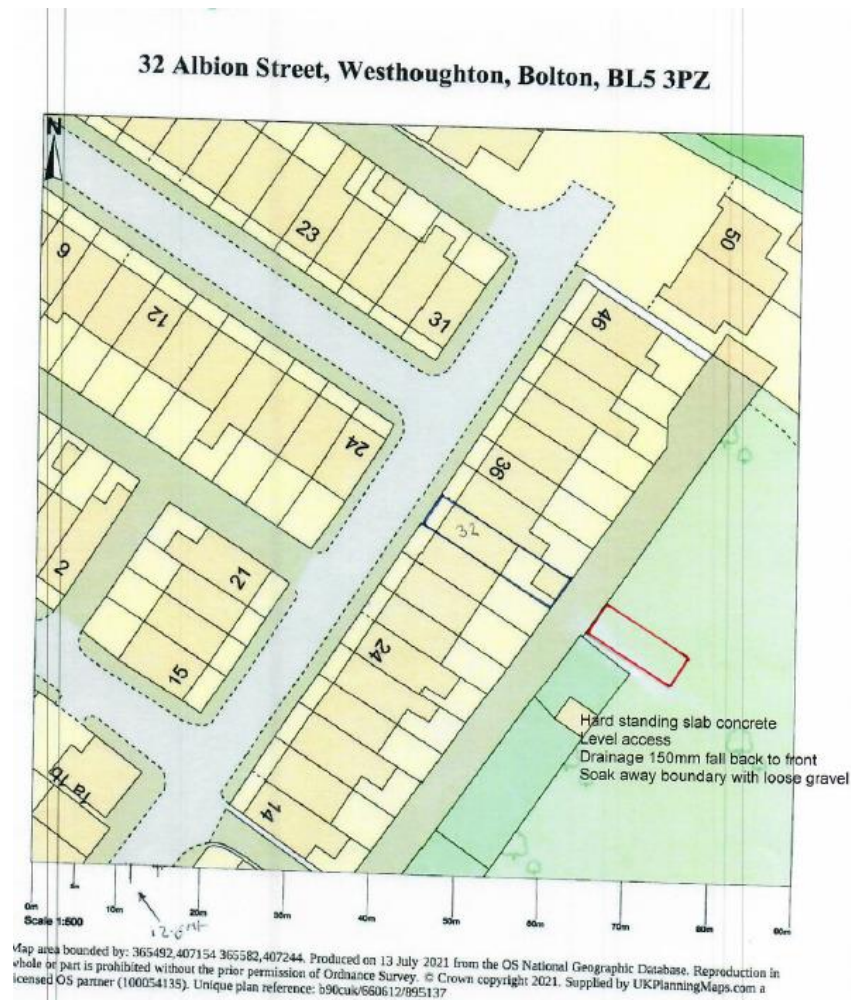 32 Albion Street, Westhoughton, Bolton, BL5 3PZ
N
50
23
9
31
46
12
24
36
32
2
21
24
15
1a 1b
14
Hard standing slab concrete
Level access
Drainage 150mm fall back to front
Soak away boundary with loose gravel
0m
5m
10m
20m
30m
40m
50m
60m
70m
80m
90m
Scale 1:500
Map area bounded by: 365492,407154 365582,407244. Produced on 13 July 2021 from the OS National Geographic Database. Reproduction in
whole or part is prohibited without the prior permission of Ordnance Survey. © Crown copyright 2021. Supplied by UKPlanningMaps.com a
licensed OS partner (100054135). Unique plan reference: b90cuk/660612/895137